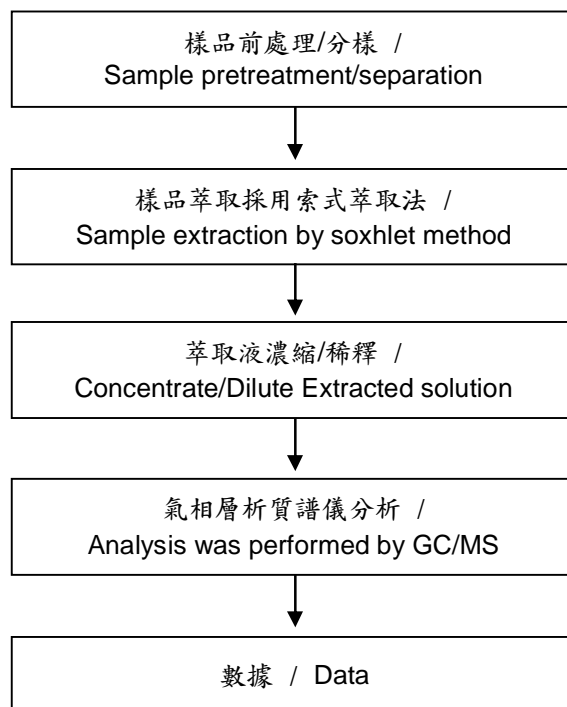 樣品前處理/分樣 /
Sample pretreatment/separation
樣品萃取採用索式萃取法 /
Sample extraction by soxhlet method
萃取液濃縮/稀釋 /
Concentrate/Dilute Extracted solution
氣相層析質譜儀分析 /
Analysis was performed by GC/MS
數據 / Data